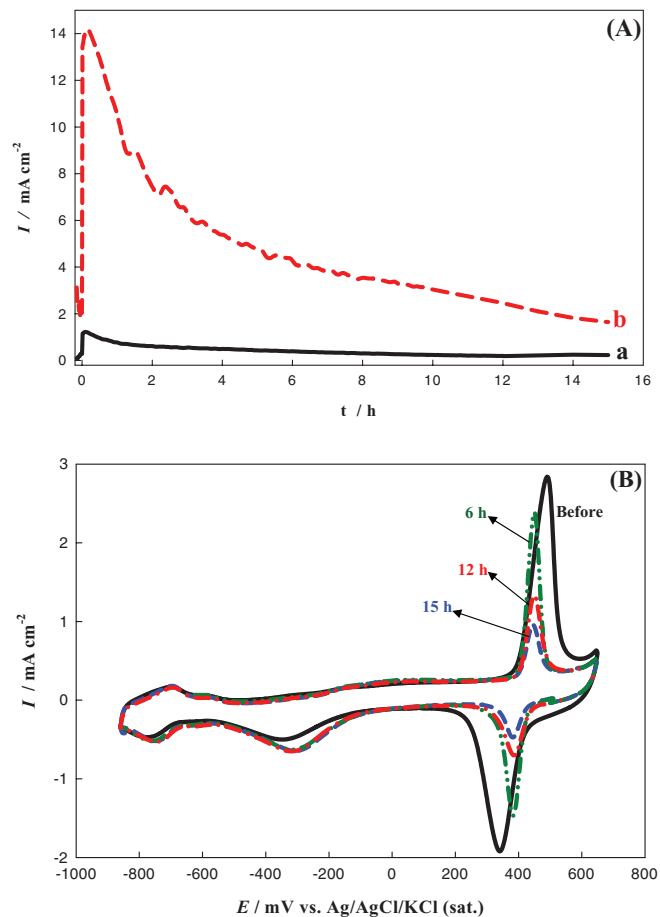 (A)
14
12
10
8
6
4
2
0
I / mA cm-2
b
a
0 2 4 6 8 10 12 14 16
t / h
(B)
3
2
1
0
-1
-2
I / mA cm-2
Before
6 h
12 h
15 h
-1000 -800 -600 -400 -200 0 200 400 600 800
E / mV vs. Ag/AgCl/KCl (sat.)